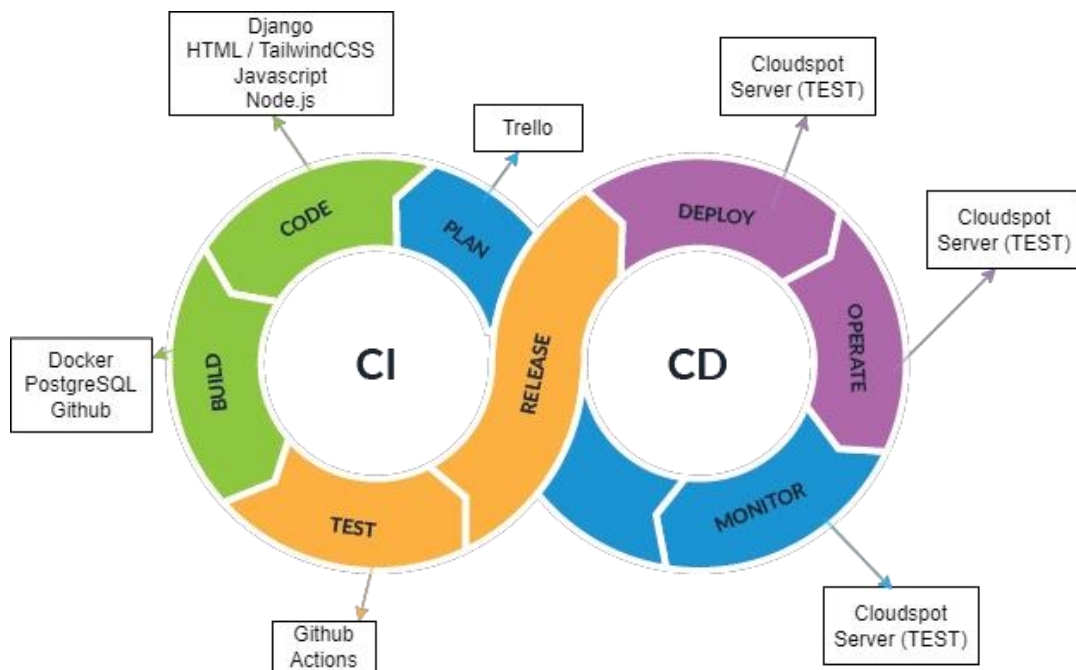 Django
HTML / TailwindCSS
Javascript
Node.js
Trello
Cloudspot
Server (TEST)
Cloudspot
Server (TEST)
CODE
PLAN
DEPLOY
OPERATE
Docker
PostgreSQL
Github
BUILD
CI
RELEASE
CD
TEST
MONITOR
Github
Actions
Cloudspot
Server (TEST)